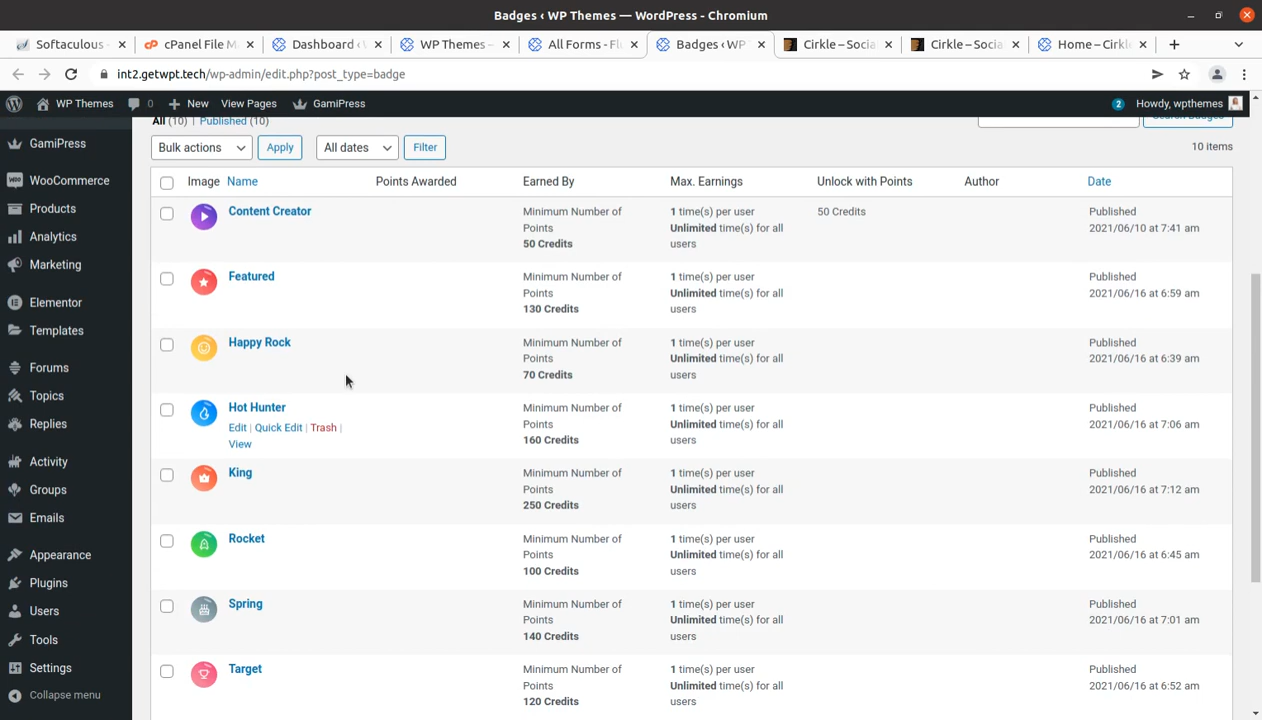 Badges ‹ WP Themes — WordPress - Chromium
Softaculous - cPanel File Ma Dashboard ‹ W WP Themes – All Forms - Flu Badges ‹ WP Cirkle – Socia Cirkle – Socia Home – Cirkl
int2.getwpt.tech/wp-admin/edit.php?post_type=badge
WP Themes 0 New View Pages GamiPress 2 Howdy, wpthemes
All (10) | Published (10) Search Badges
GamiPress
WooCommerce
Products
Analytics
Marketing
Elementor
Templates
Forums
Topics
Replies
Activity
Groups
Emails
Appearance
Plugins
Users
Tools
Settings
Collapse menu
Bulk actions Apply All dates Filter 10 items
Image Name Points Awarded Earned By Max. Earnings Unlock with Points Author Date
Content Creator Minimum Number of 1 time(s) per user 50 Credits Published
Points Unlimited time(s) for all 2021/06/10 at 7:41 am
50 Credits users
Featured Minimum Number of 1 time(s) per user Published
Points Unlimited time(s) for all 2021/06/16 at 6:59 am
130 Credits users
Happy Rock Minimum Number of 1 time(s) per user Published
Points Unlimited time(s) for all 2021/06/16 at 6:39 am
70 Credits users
Hot Hunter Minimum Number of 1 time(s) per user Published
Edit | Quick Edit | Trash | Points Unlimited time(s) for all 2021/06/16 at 7:06 am
View 160 Credits users
King Minimum Number of 1 time(s) per user Published
Points Unlimited time(s) for all 2021/06/16 at 7:12 am
250 Credits users
Rocket Minimum Number of 1 time(s) per user Published
Points Unlimited time(s) for all 2021/06/16 at 6:45 am
100 Credits users
Spring Minimum Number of 1 time(s) per user Published
Points Unlimited time(s) for all 2021/06/16 at 7:01 am
140 Credits users
Target Minimum Number of 1 time(s) per user Published
Points Unlimited time(s) for all 2021/06/16 at 6:52 am
120 Credits users